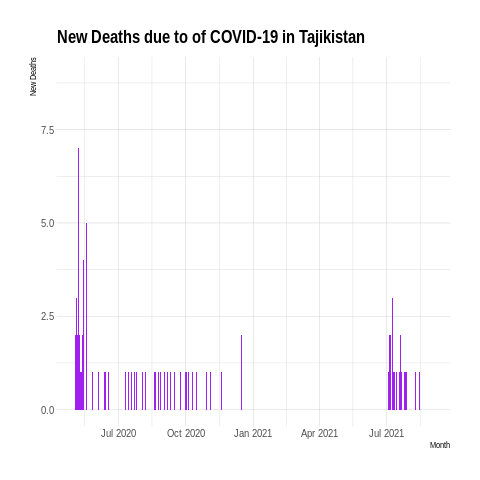 New Deaths due to of COVID-19 in Tajikistan
New Deaths
7.5
5.0
2.5
0.0
Jul 2020 Oct 2020 Jan 2021 Apr 2021 Jul 2021
Month